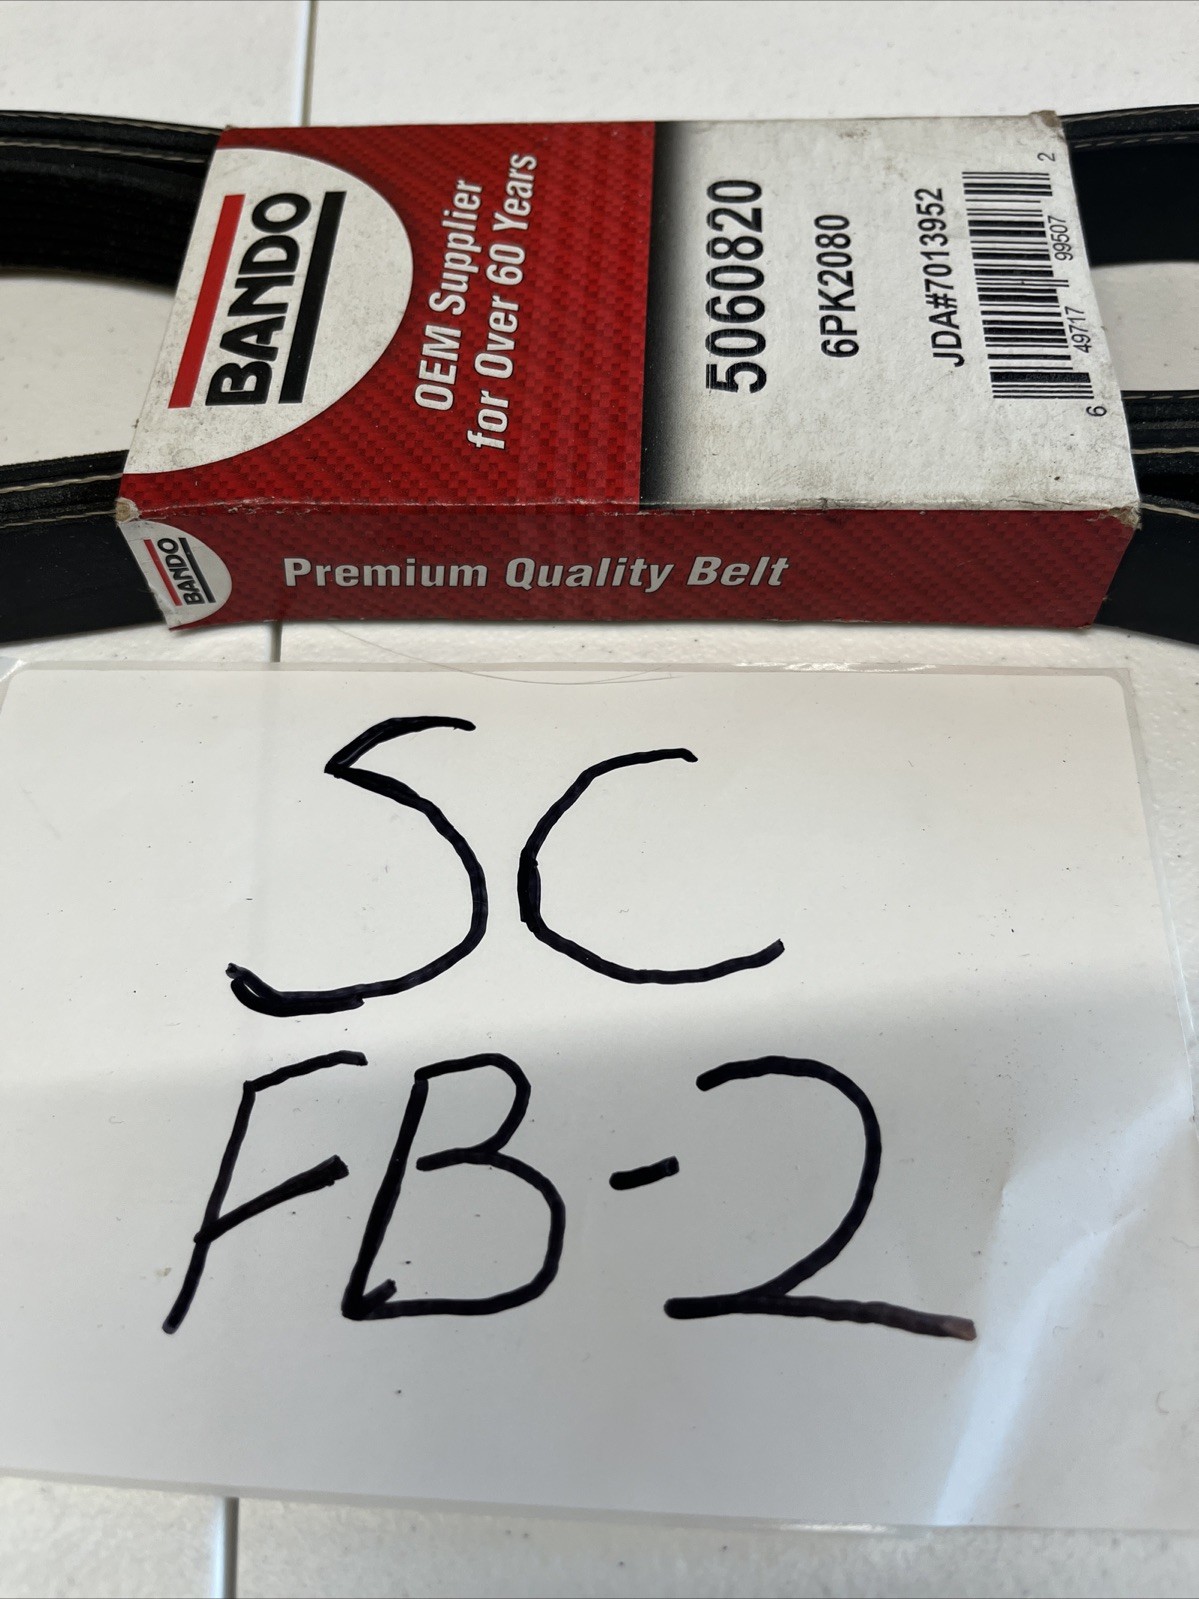 BANDO
OEM Supplier
for Over 60 Years
5060820
6PK2080
JDA#7013952
6 49717 99507 2
BANDO
Premium Quality Belt
SC
FB-2